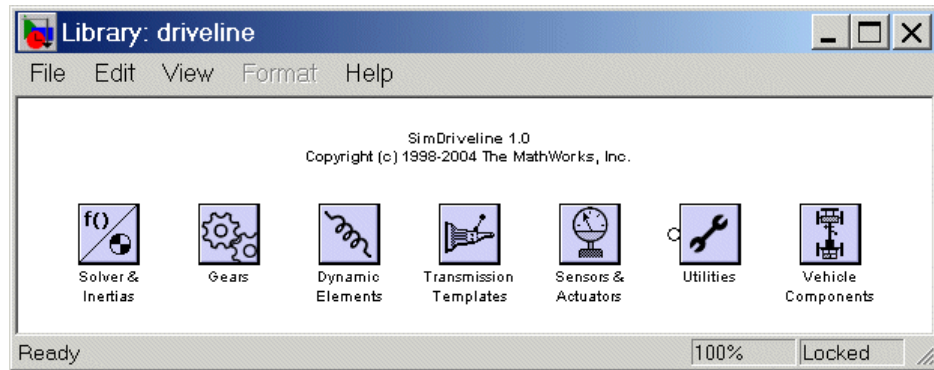 Library: driveline
File Edit View Format Help
SimDriveline 1.0
Copyright (c) 1998-2004 The MathWorks, Inc.
f()
Solver &
Inertias
Gears
Dynamic
Elements
Transmission
Templates
Sensors &
Actuators
Utilities
Vehicle
Components
Ready 100% Locked